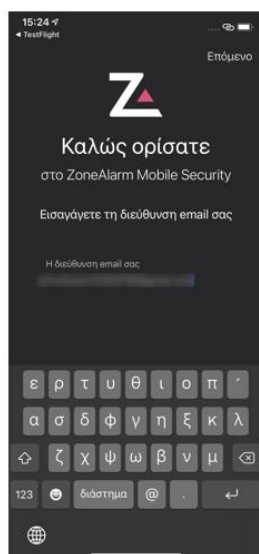 15:24
◀ TestFlight
Επόμενο
Καλώς ορίσατε
στο ZoneAlarm Mobile Security
Εισαγάγετε τη διεύθυνση email σας
Η διεύθυνση email σας
ε ρ τ υ θ ι ο π ´
α σ δ φ γ η ξ κ λ
ζ χ ψ ω β ν μ
123 διάστημα @ .